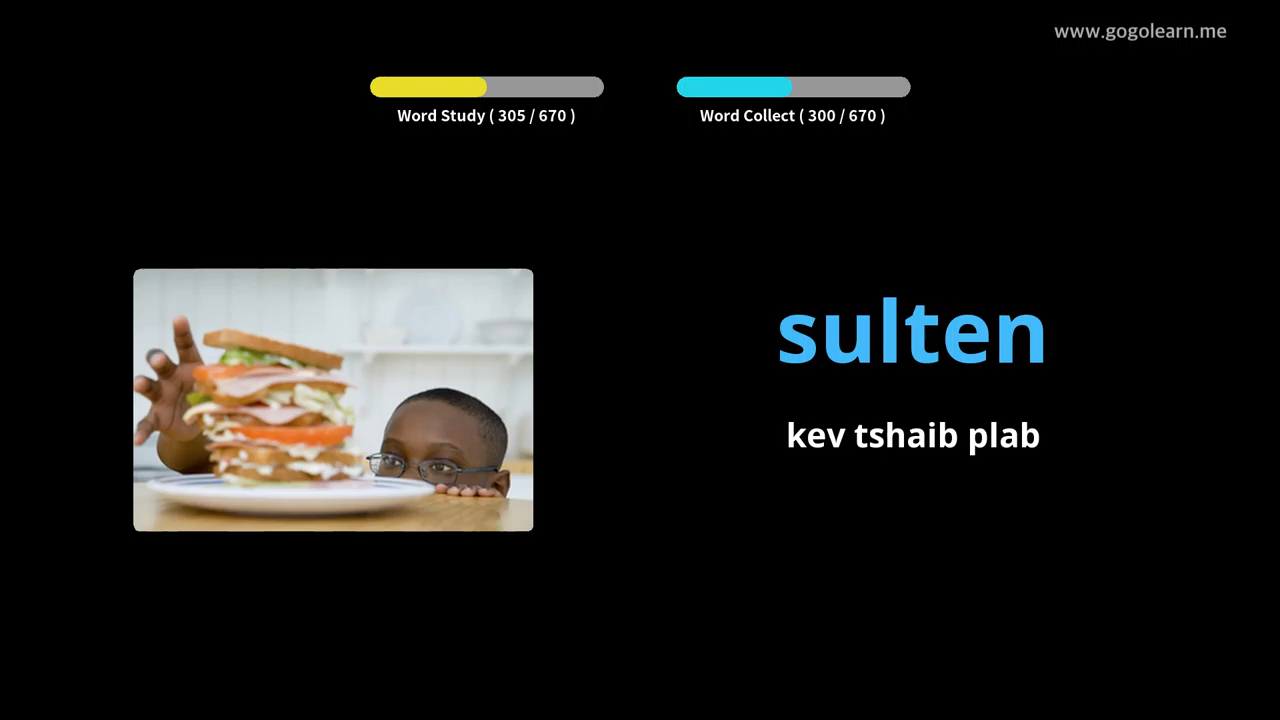 www.gogolearn.me
Word Study ( 305 / 670 )
Word Collect ( 300 / 670 )
sulten
kev tshaib plab